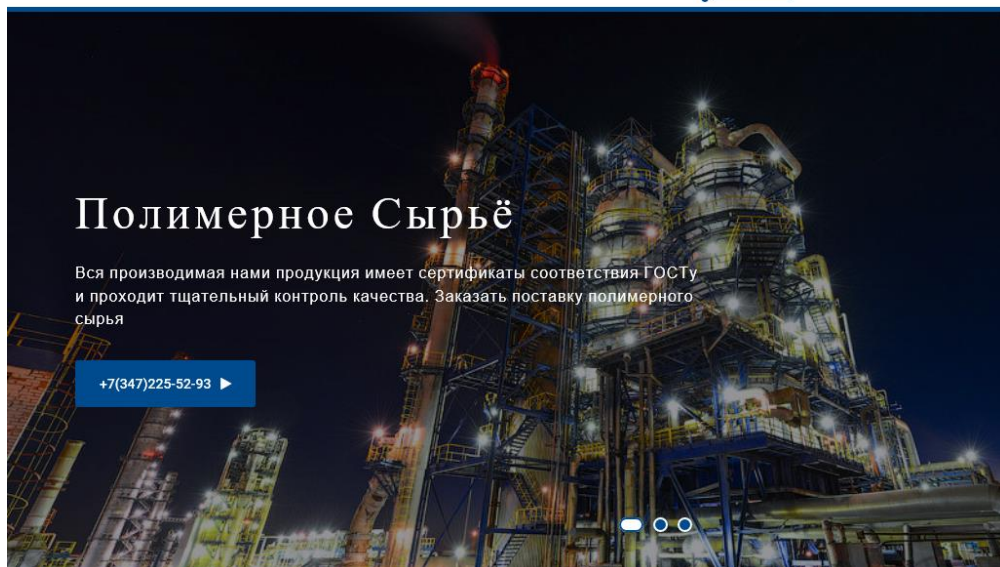 Полимерное Сырьё
Вся производимая нами продукция имеет сертификаты соответствия ГОСТу
и проходит тщательный контроль качества. Заказать поставку полимерного
сырья
+7(347)225-52-93